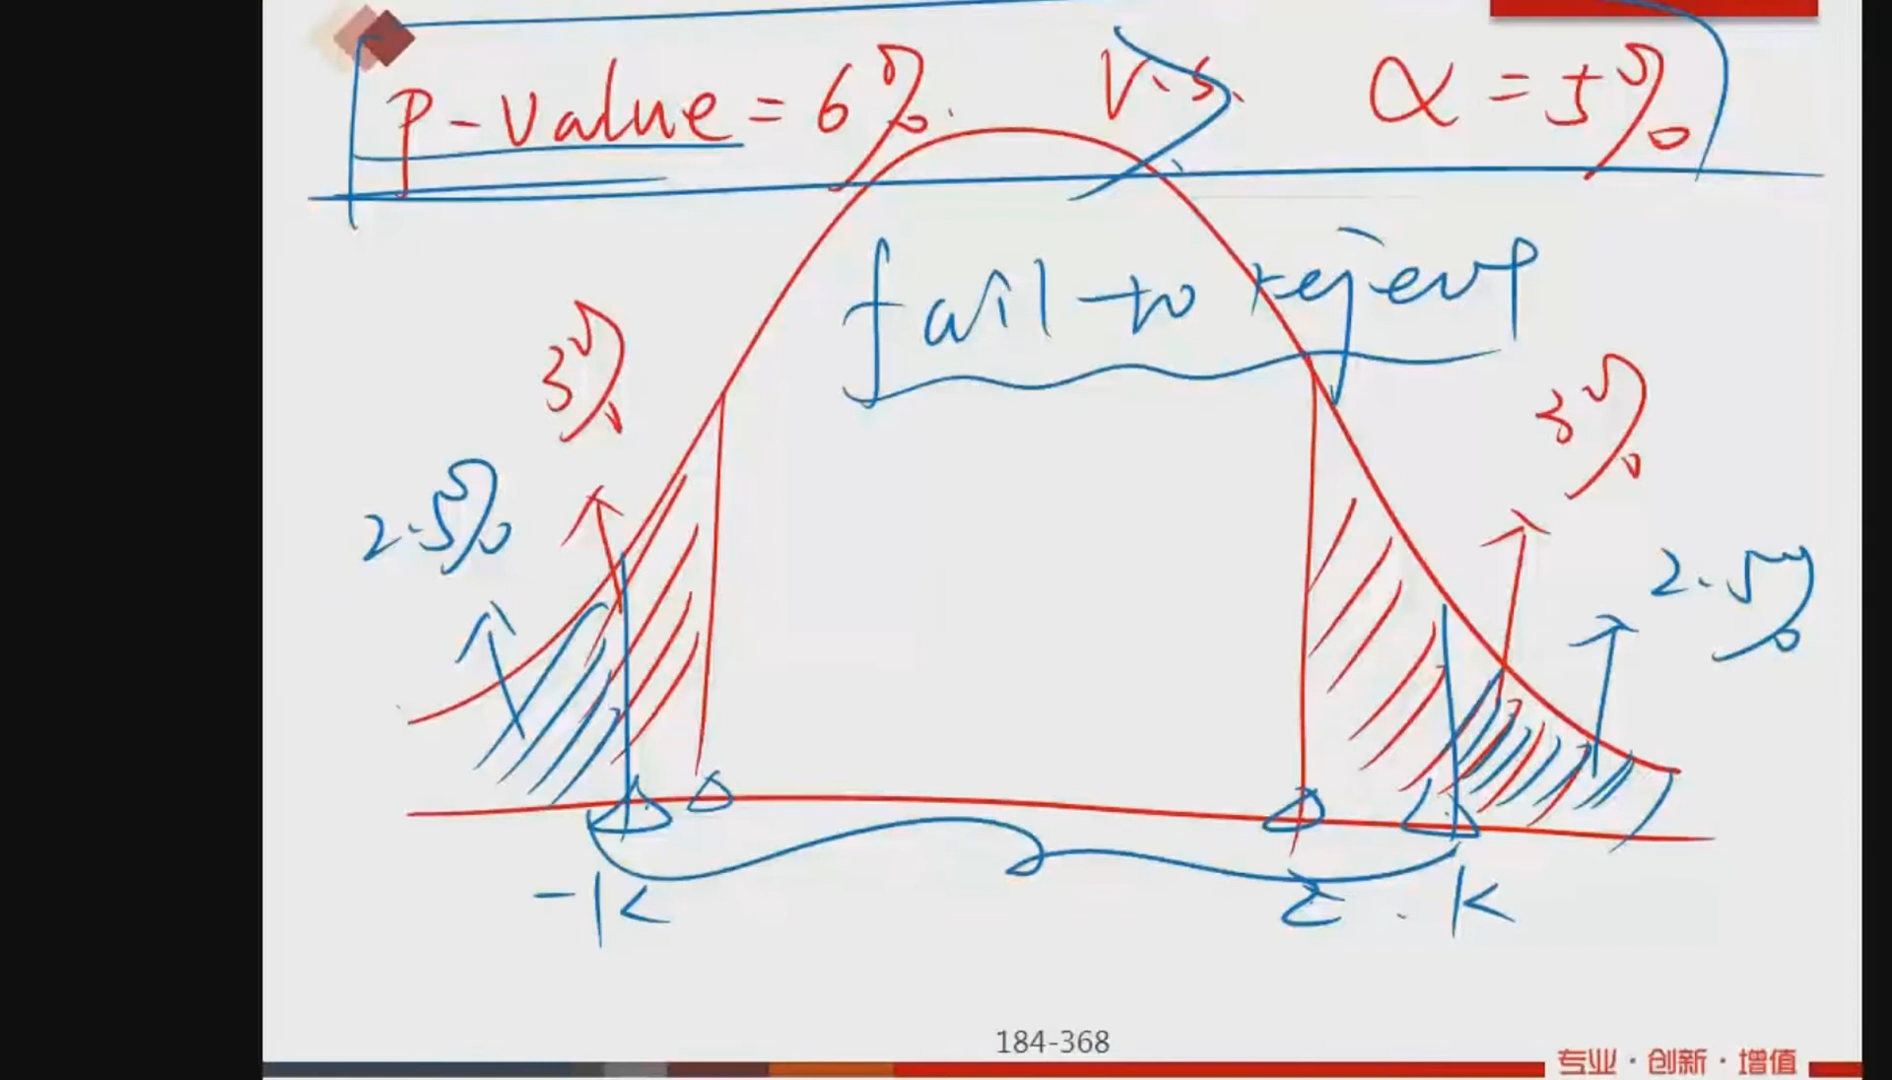 p-value = 6% v.s. α = 5%
fail to reject
3%
3%
2.5%
2.5%
-K
Z
K
184-368
专业·创新·增值